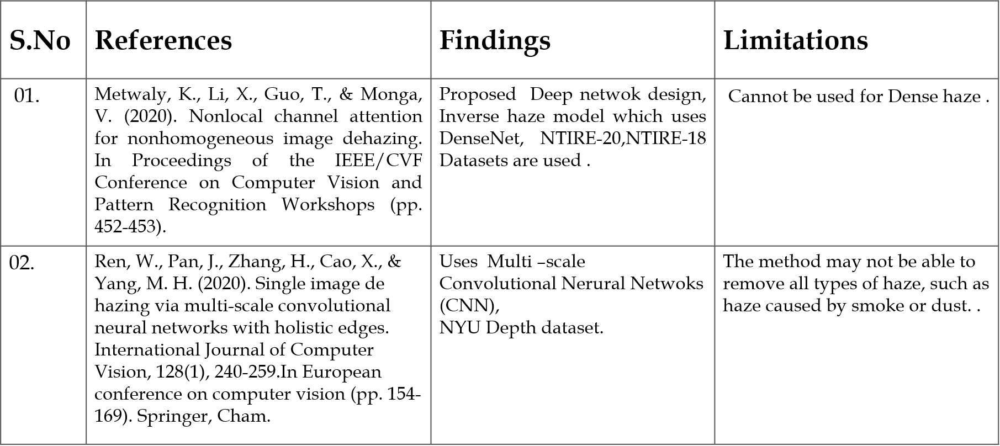 S.No References Findings Limitations
01.
Metwaly, K., Li, X., Guo, T., & Monga,
V. (2020). Nonlocal channel attention
for nonhomogeneous image dehazing.
In Proceedings of the IEEE/CVF
Conference on Computer Vision and
Pattern Recognition Workshops (pp.
452-453).
Proposed Deep netwok design,
Inverse haze model which uses
DenseNet, NTIRE-20,NTIRE-18
Datasets are used .
Cannot be used for Dense haze .
02.
Ren, W., Pan, J., Zhang, H., Cao, X., &
Yang, M. H. (2020). Single image de
hazing via multi-scale convolutional
neural networks with holistic edges.
International Journal of Computer
Vision, 128(1), 240-259.In European
conference on computer vision (pp. 154-
169). Springer, Cham.
Uses Multi –scale
Convolutional Nerural Netwoks
(CNN),
NYU Depth dataset.
The method may not be able to
remove all types of haze, such as
haze caused by smoke or dust. .